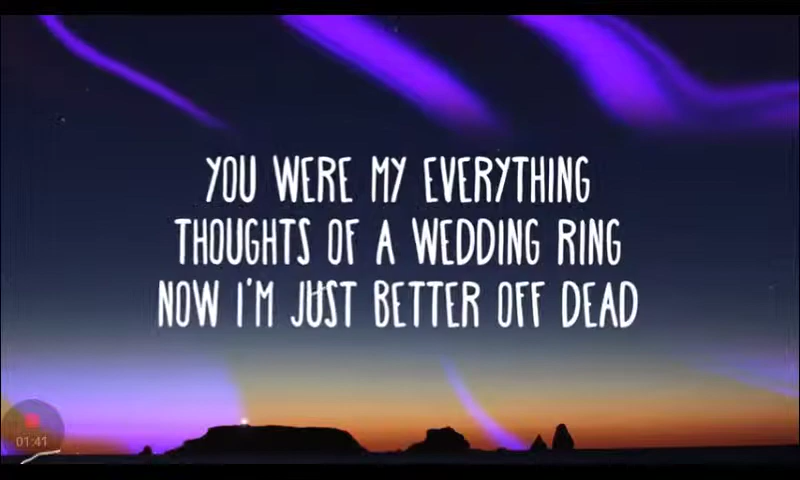 YOU WERE MY EVERYTHING
THOUGHTS OF A WEDDING RING
NOW I'M JUST BETTER OFF DEAD
01:41